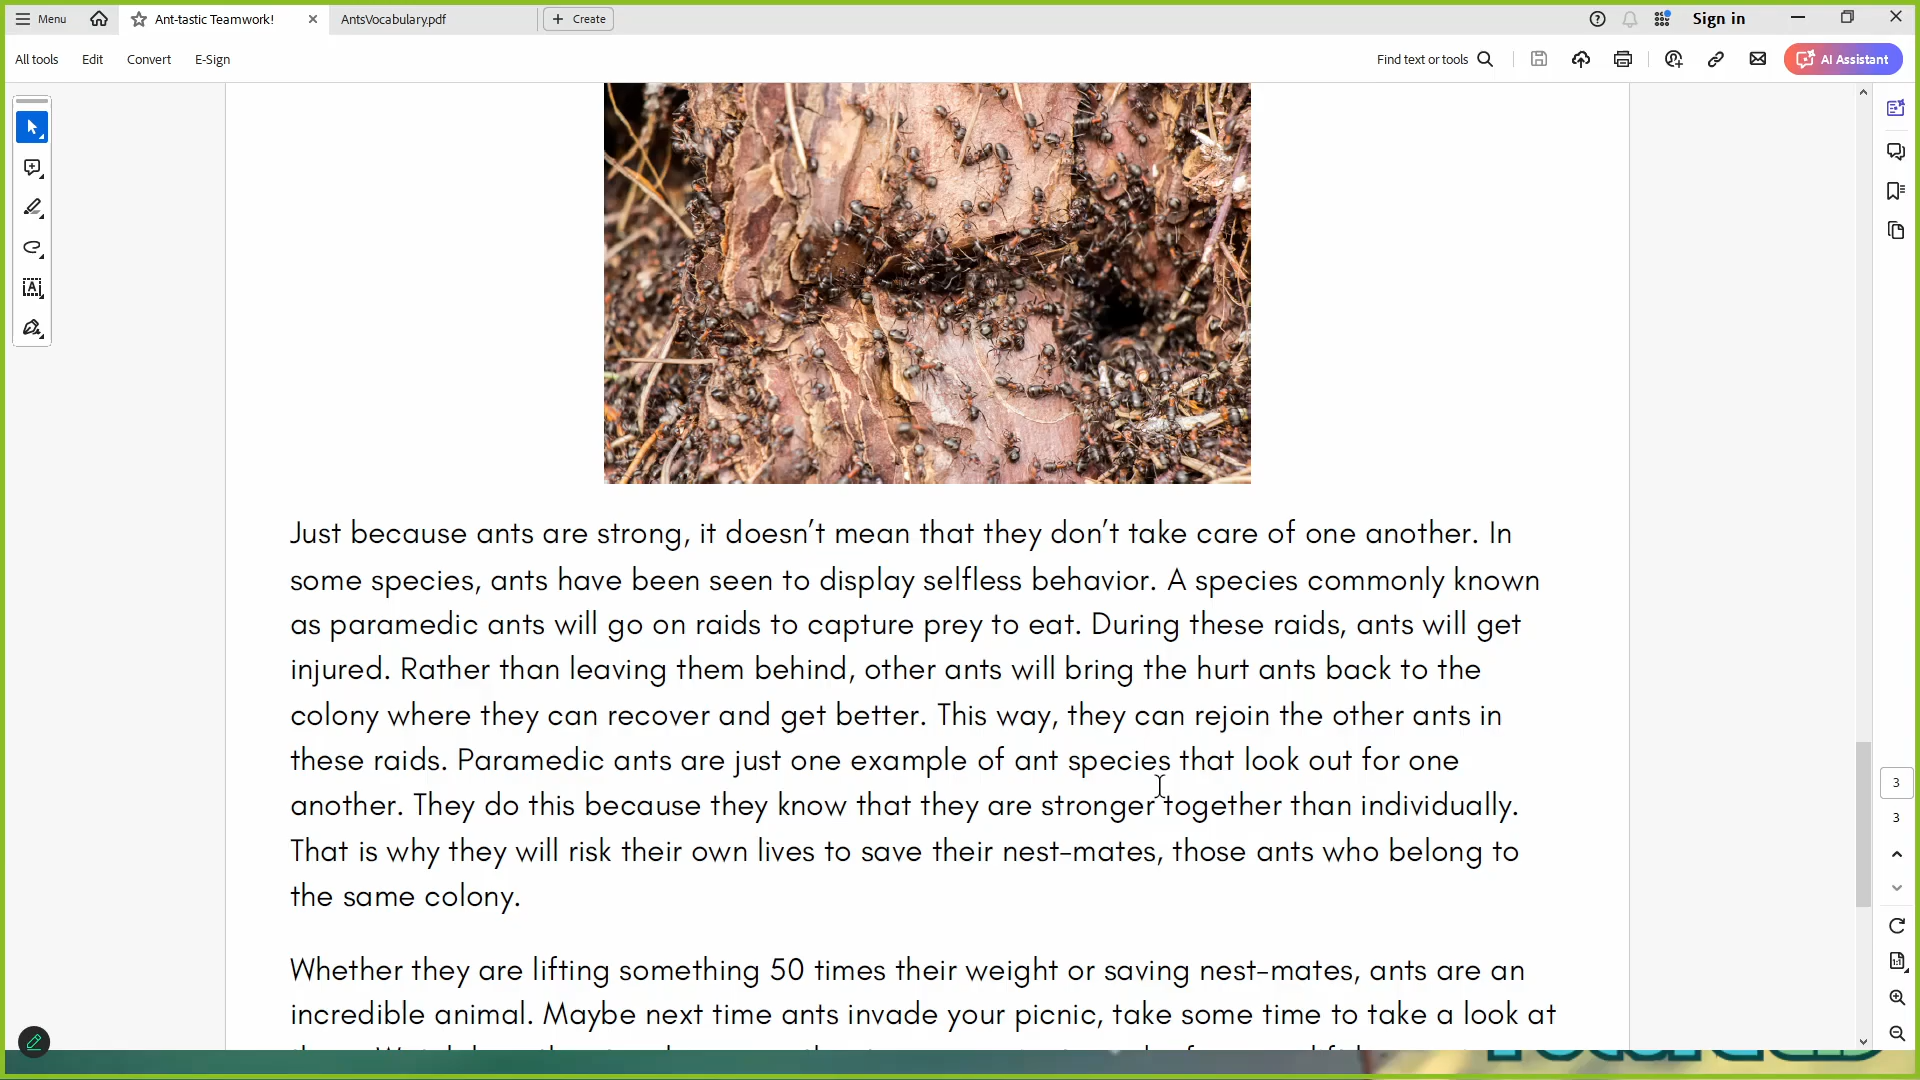 Menu
Ant-tastic Teamwork!
AntsVocabulary.pdf
Create
Sign in
All tools
Edit
Convert
E-Sign
Find text or tools
AI Assistant
Just because ants are strong, it doesn’t mean that they don’t take care of one another. In
some species, ants have been seen to display selfless behavior. A species commonly known
as paramedic ants will go on raids to capture prey to eat. During these raids, ants will get
injured. Rather than leaving them behind, other ants will bring the hurt ants back to the
colony where they can recover and get better. This way, they can rejoin the other ants in
these raids. Paramedic ants are just one example of ant species that look out for one
another. They do this because they know that they are stronger together than individually.
That is why they will risk their own lives to save their nest-mates, those ants who belong to
the same colony.
Whether they are lifting something 50 times their weight or saving nest-mates, ants are an
incredible animal. Maybe next time ants invade your picnic, take some time to take a look at
3
3